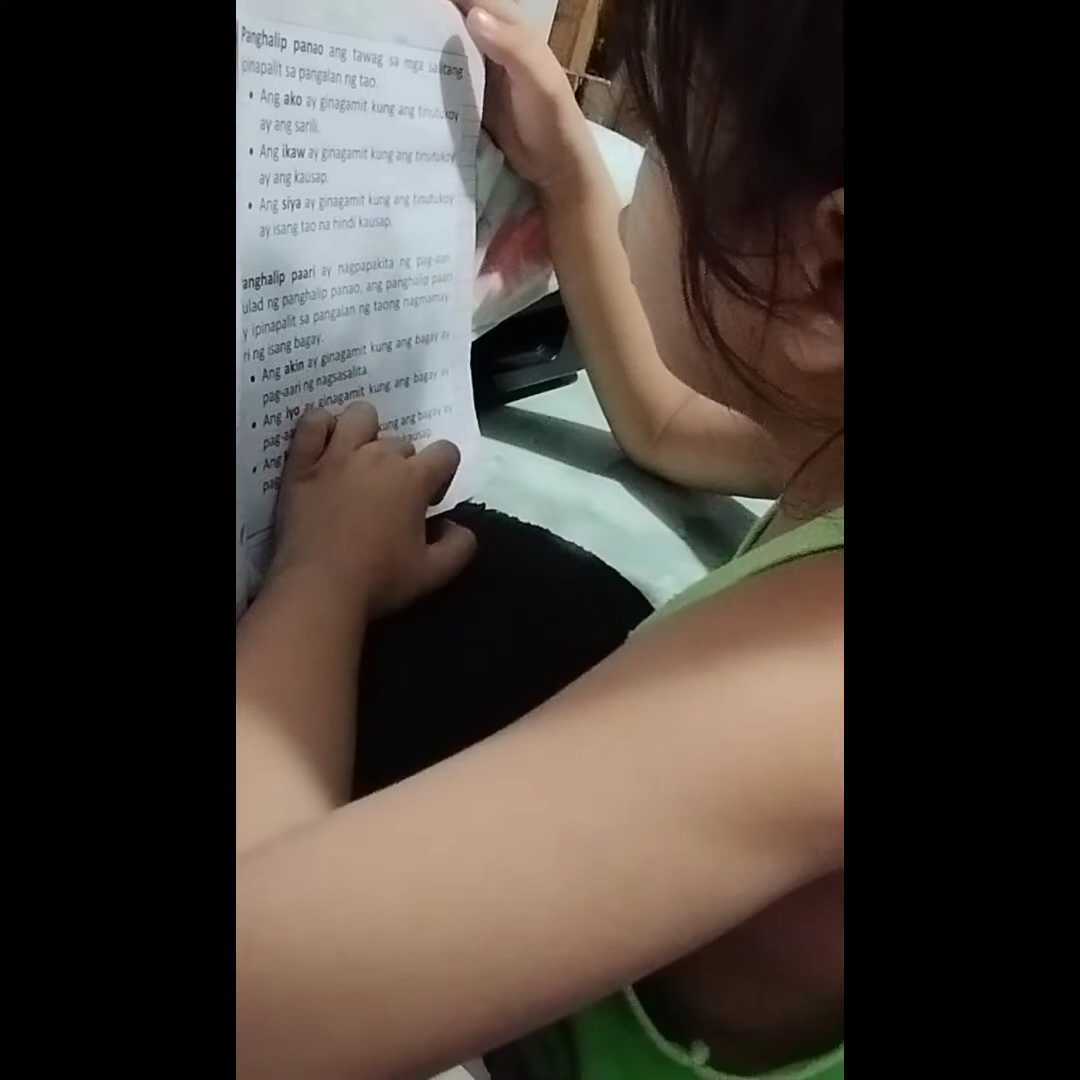 Panghalip panao ang tawag sa mga salitang
pinapalit sa pangalan ng tao.
• Ang ako ay ginagamit kung ang tinutukoy
ay ang sarili.
• Ang ikaw ay ginagamit kung ang tinutukoy
ay ang kausap.
• Ang siya ay ginagamit kung ang tinutukoy
ay isang tao na hindi kausap.
anghalip paari ay nagpapakita ng pag-aari.
ulad ng panghalip panao, ang panghalip paari
y ipinapalit sa pangalan ng taong nagmamay-
ri ng isang bagay.
• Ang akin ay ginagamit kung ang bagay ay
pag-aari ng nagsasalita.
• Ang iyo ay ginagamit kung ang bagay ay
kung ang bagay ay
• Ang
kausap.